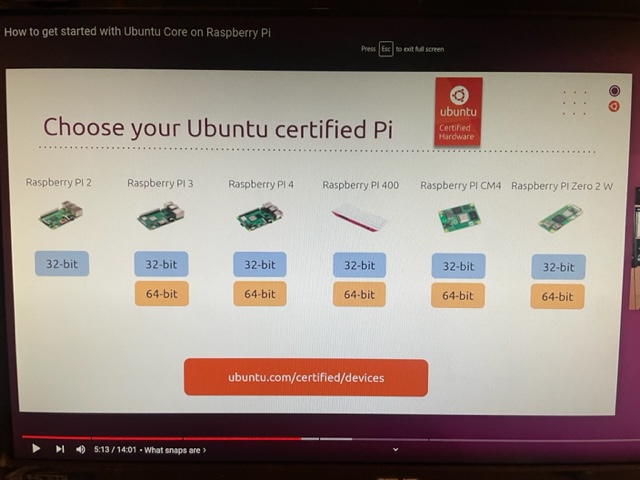 How to get started with Ubuntu Core on Raspberry Pi
Press Esc to exit full screen
ubuntu
Certified
Hardware
Choose your Ubuntu certified Pi
Raspberry PI 2 Raspberry PI 3 Raspberry PI 4 Raspberry PI 400 Raspberry PI CM4 Raspberry PI Zero 2 W
32-bit 32-bit 32-bit 32-bit 32-bit 32-bit
64-bit 64-bit 64-bit 64-bit 64-bit
ubuntu.com/certified/devices
5:13 / 14:01 • What snaps are >